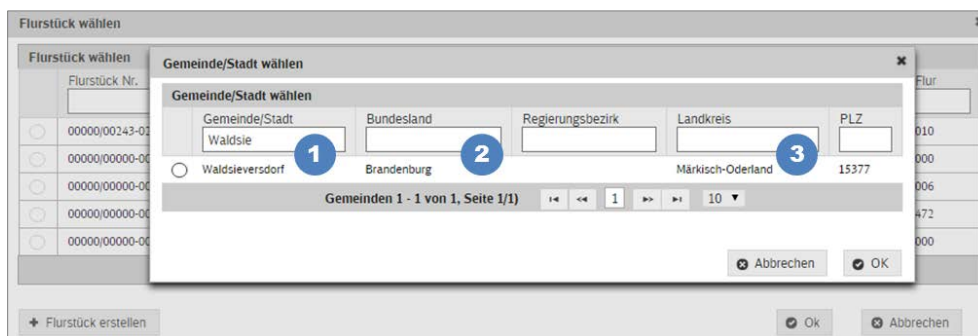 Flurstück wählen
Flurstück wählen
Gemeinde/Stadt wählen
Flurstück Nr.
Flur
Gemeinde/Stadt wählen
Gemeinde/Stadt Bundesland Regierungsbezirk Landkreis PLZ
Waldsie
1 2 3
00000/00243-02
010
Waldsieversdorf Brandenburg Märkisch-Oderland 15377
00000/00000-00
000
Gemeinden 1 - 1 von 1, Seite 1/1) 1 10
00000/00000-00
006
00000/00000-00
472
00000/00000-00
000
Abbrechen OK
+ Flurstück erstellen Ok Abbrechen